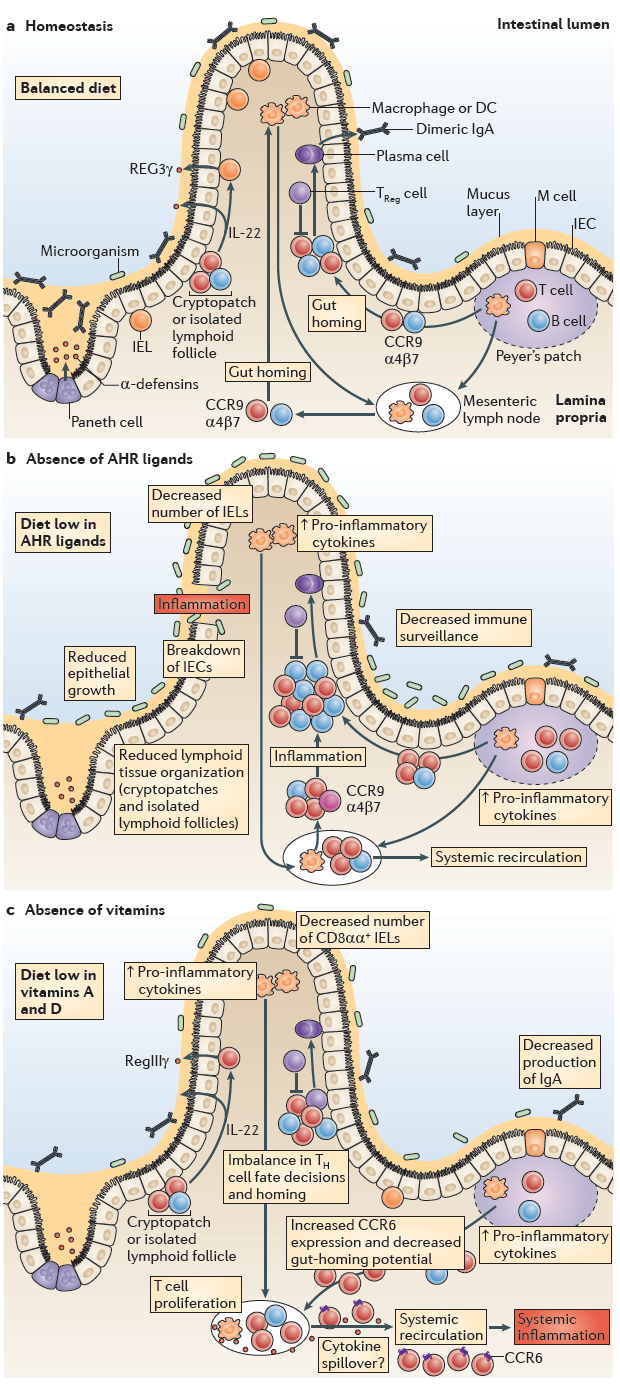 a Homeostasis
Intestinal lumen
Balanced diet
Macrophage or DC
Dimeric IgA
Plasma cell
REG3γ
TReg cell
Mucus
layer
M cell
IEC
IL-22
Microorganism
T cell
B cell
Cryptopatch
or isolated
lymphoid
follicle
Gut
homing
CCR9
α4β7
IEL
Peyer's patch
Gut homing
α-defensins
CCR9
α4β7
Mesenteric
lymph node
Lamina
propria
Paneth cell
b Absence of AHR ligands
Decreased
number of IELs
Diet low in
AHR ligands
↑ Pro-inflammatory
cytokines
Inflammation
Decreased immune
surveillance
Breakdown
of IECs
Reduced
epithelial
growth
Reduced lymphoid
tissue organization
(cryptopatches
and isolated
lymphoid follicles)
Inflammation
CCR9
α4β7
↑ Pro-inflammatory
cytokines
Systemic recirculation
c Absence of vitamins
Decreased number
of CD8αα+ IELs
Diet low in
vitamins A
and D
↑ Pro-inflammatory
cytokines
RegIIIγ
Decreased
production
of IgA
IL-22
Imbalance in TH
cell fate decisions
and homing
Cryptopatch
or isolated
lymphoid follicle
Increased CCR6
expression and decreased
gut-homing potential
↑ Pro-inflammatory
cytokines
T cell
proliferation
Systemic
recirculation
Systemic
inflammation
Cytokine
spillover?
CCR6